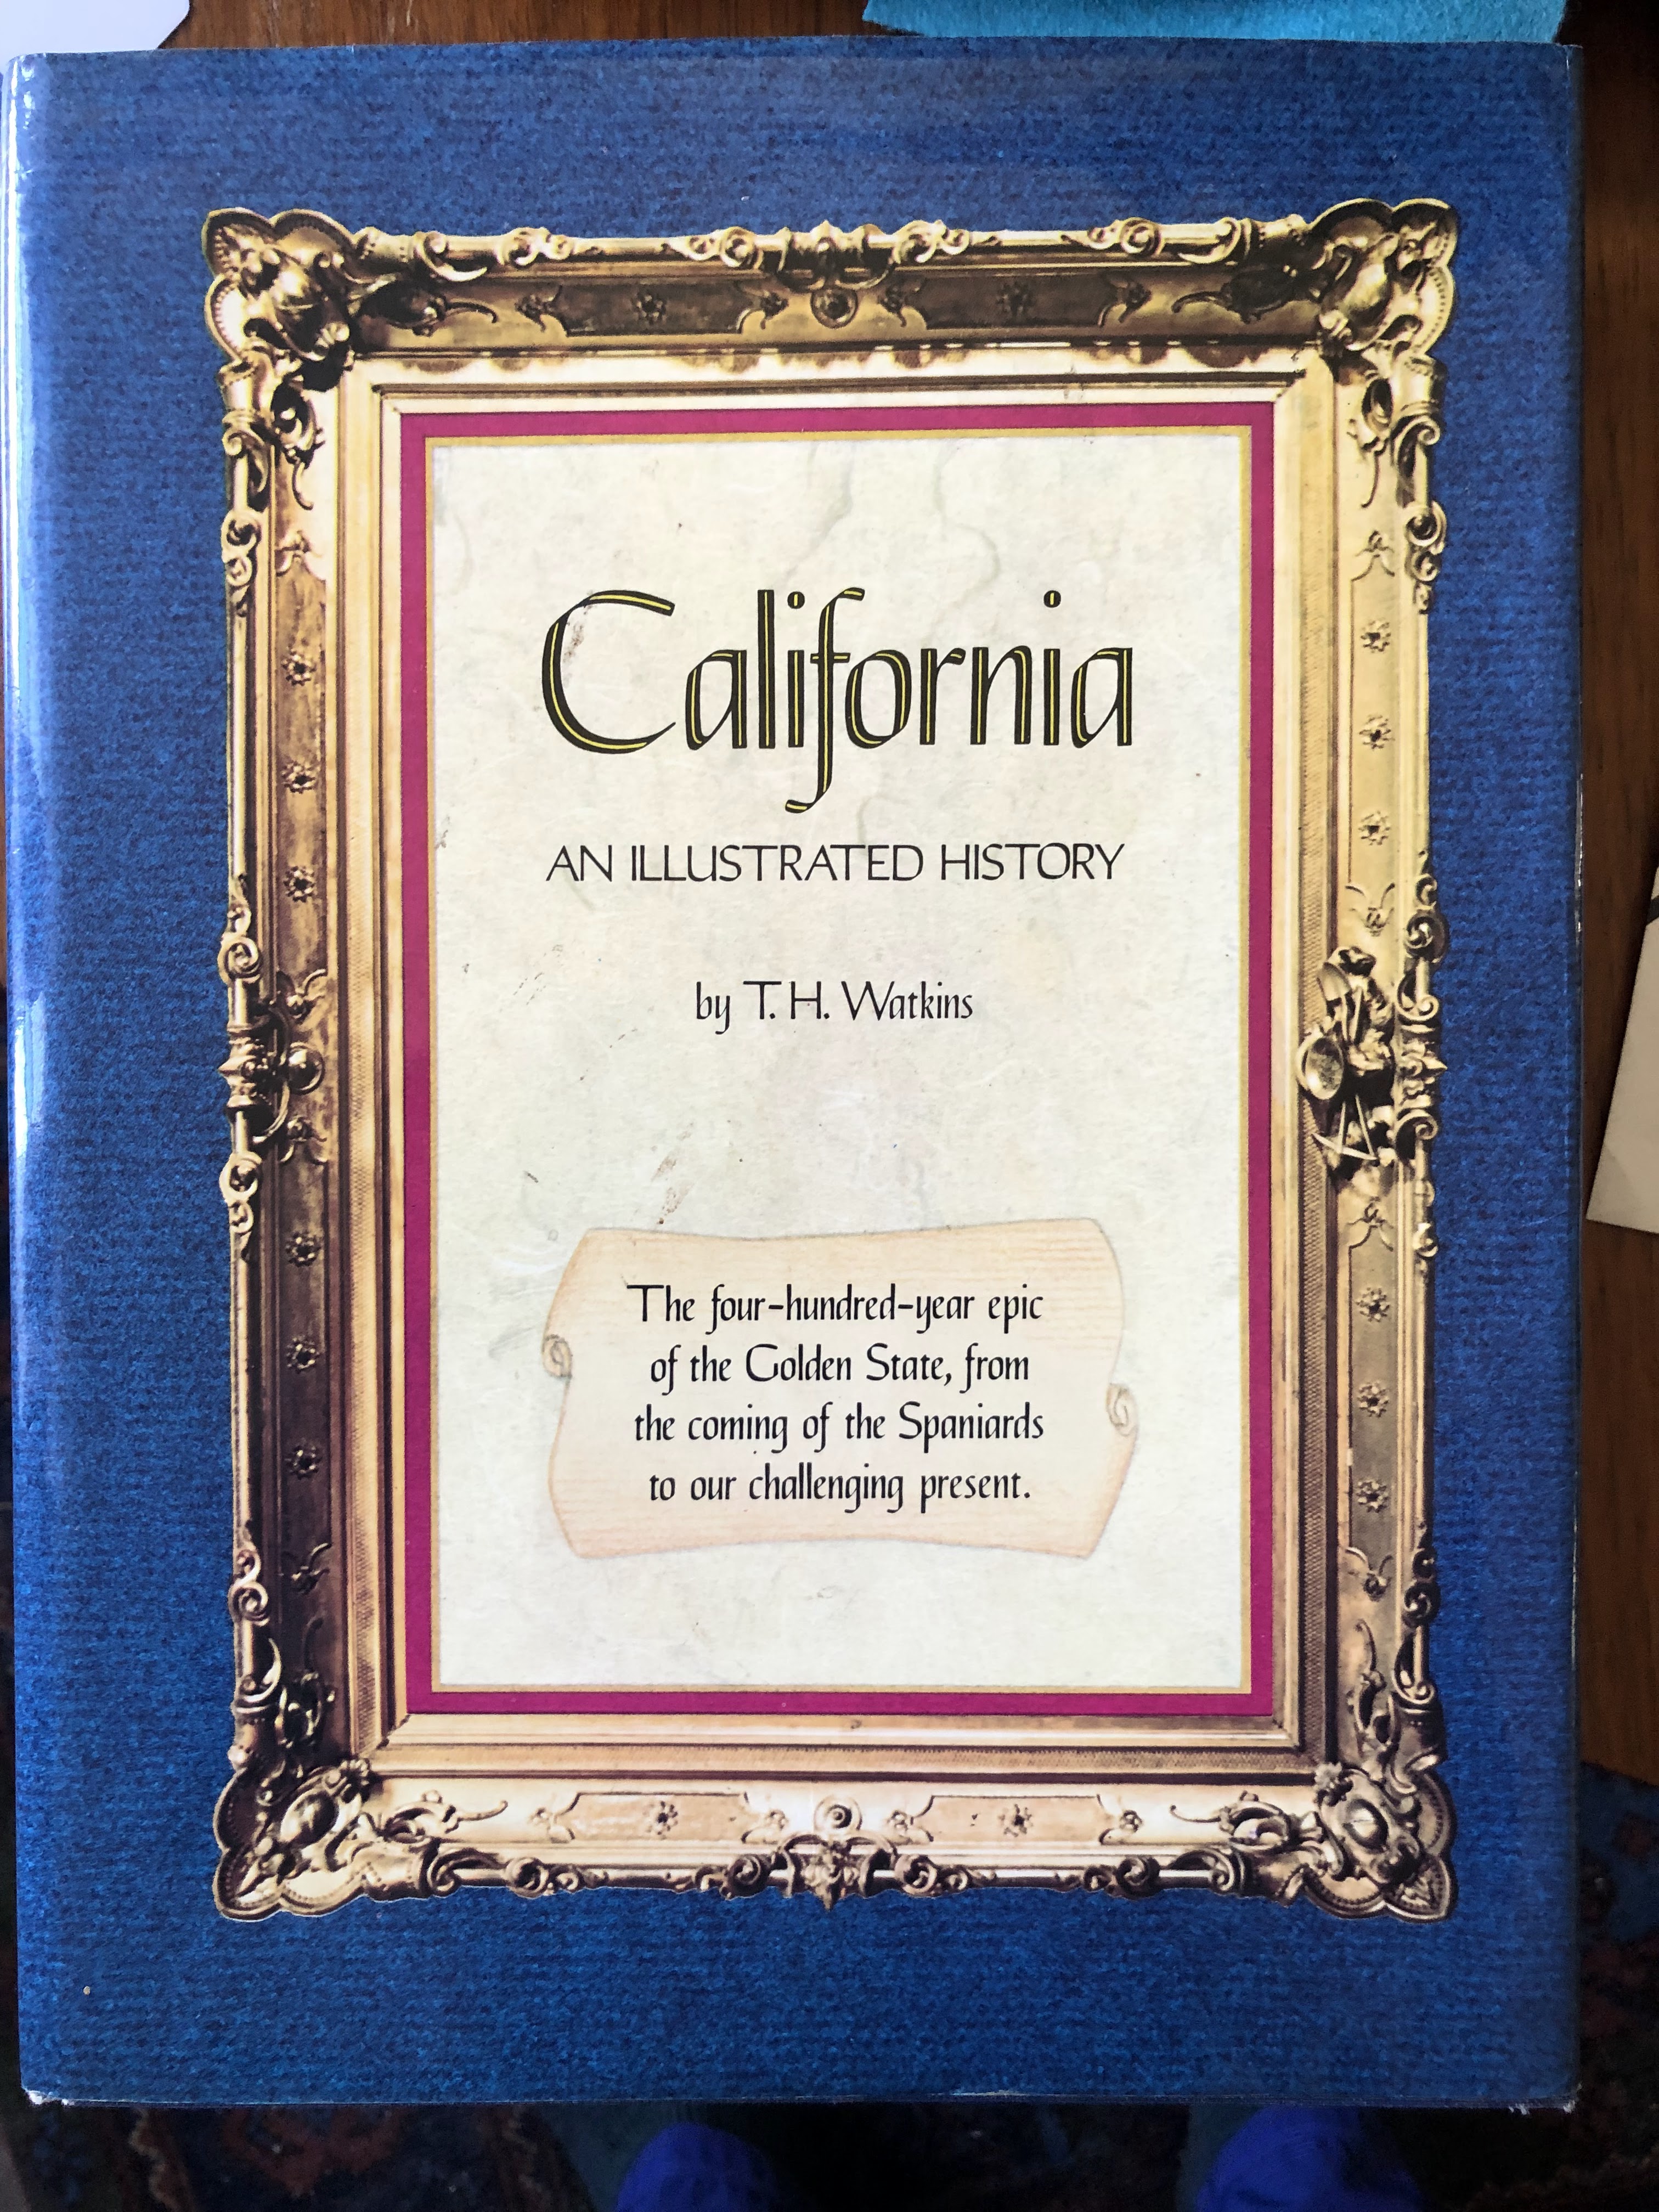 California
AN ILLUSTRATED HISTORY
by T. H. Watkins
The four-hundred-year epic
of the Golden State, from
the coming of the Spaniards
to our challenging present.